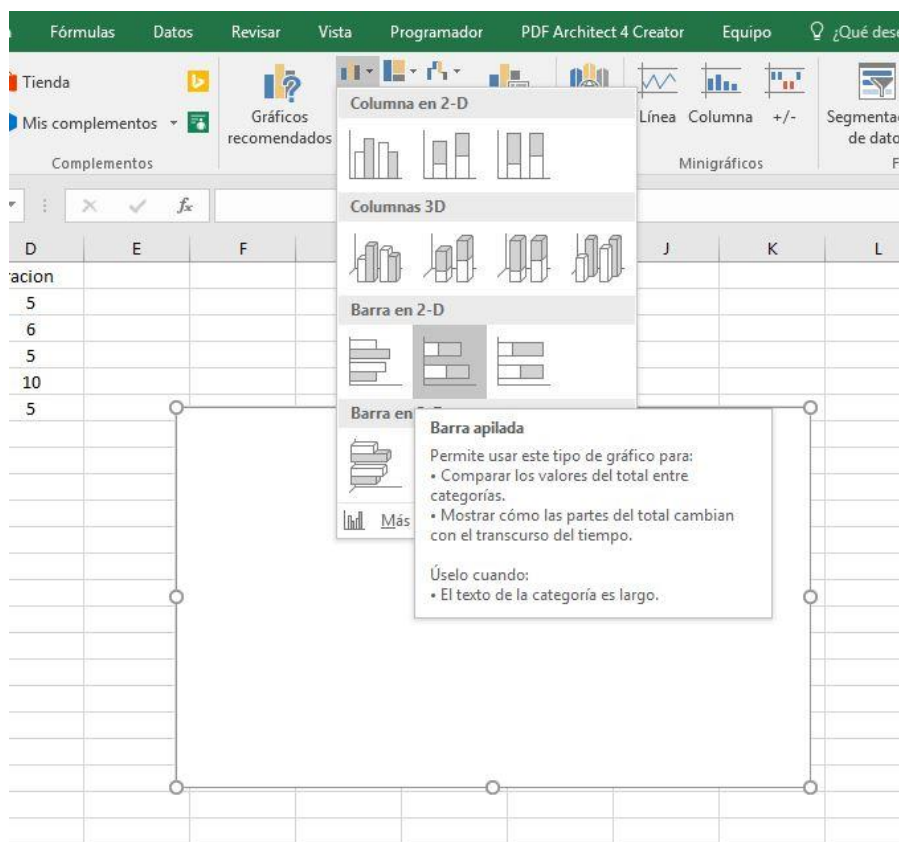 Fórmulas Datos Revisar Vista Programador PDF Architect 4 Creator Equipo ¿Qué dese
Tienda
Mis complementos
Complementos
Gráficos
recomendados
Línea Columna +/-
Minigráficos
Segmenta
de dato
F
fx
Columna en 2-D
Columnas 3D
Barra en 2-D
Barra en
Más
Barra apilada
Permite usar este tipo de gráfico para:
• Comparar los valores del total entre
categorías.
• Mostrar cómo las partes del total cambian
con el transcurso del tiempo.
Úselo cuando:
• El texto de la categoría es largo.
D E F J K L
racion
5
6
5
10
5